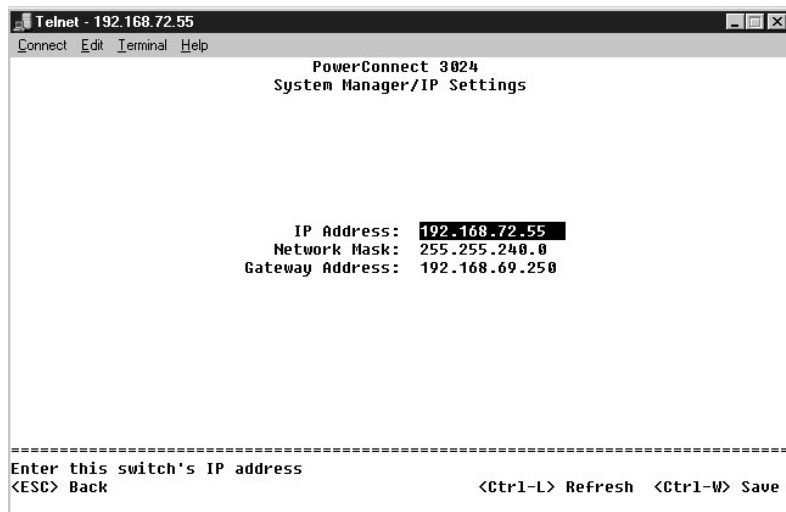 Telnet - 192.168.72.55
Connect Edit Terminal Help
PowerConnect 3024
System Manager/IP Settings
IP Address: 192.168.72.55
Network Mask: 255.255.240.0
Gateway Address: 192.168.69.250
================================================================================
Enter this switch's IP address
<ESC> Back <Ctrl-L> Refresh <Ctrl-W> Save